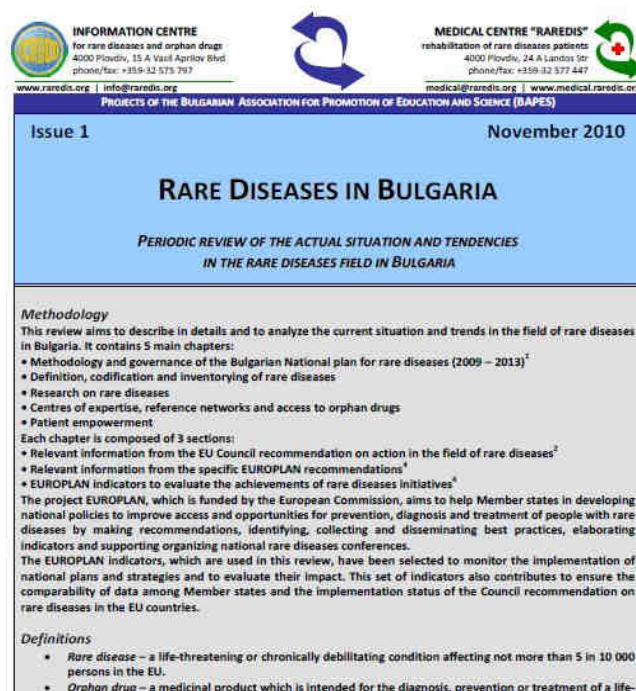 INFORMATION CENTRE
for rare diseases and orphan drugs
4000 Plovdiv, 15 A Vasil Aprilov Blvd
phone/fax: +359-32 575 797
www.raredis.org | info@raredis.org
MEDICAL CENTRE "RAREDIS"
rehabilitation of rare diseases patients
4000 Plovdiv, 24 A Landos Str
phone/fax: +359-32 577 447
medical@raredis.org | www.medical.raredis.or
PROJECTS OF THE BULGARIAN ASSOCIATION FOR PROMOTION OF EDUCATION AND SCIENCE (BAPES)
Issue 1
November 2010
RARE DISEASES IN BULGARIA
PERIODIC REVIEW OF THE ACTUAL SITUATION AND TENDENCIES
IN THE RARE DISEASES FIELD IN BULGARIA
Methodology
This review aims to describe in details and to analyze the current situation and trends in the field of rare diseases
in Bulgaria. It contains 5 main chapters:
• Methodology and governance of the Bulgarian National plan for rare diseases (2009 – 2013)¹
• Definition, codification and inventorying of rare diseases
• Research on rare diseases
• Centres of expertise, reference networks and access to orphan drugs
• Patient empowerment
Each chapter is composed of 3 sections:
• Relevant information from the EU Council recommendation on action in the field of rare diseases²
• Relevant information from the specific EUROPLAN recommendations
• EUROPLAN indicators to evaluate the achievements of rare diseases initiatives
The project EUROPLAN, which is funded by the European Commission, aims to help Member states in developing
national policies to improve access and opportunities for prevention, diagnosis and treatment of people with rare
diseases by making recommendations, identifying, collecting and disseminating best practices, elaborating
indicators and supporting organizing national rare diseases conferences.
The EUROPLAN indicators, which are used in this review, have been selected to monitor the implementation of
national plans and strategies and to evaluate their impact. This set of indicators also contributes to ensure the
comparability of data among Member states and the implementation status of the Council recommendation on
rare diseases in the EU countries.
Definitions
• Rare disease – a life-threatening or chronically debilitating condition affecting not more than 5 in 10 000
persons in the EU.
• Orphan drug – a medicinal product which is intended for the diagnosis, prevention or treatment of a life-